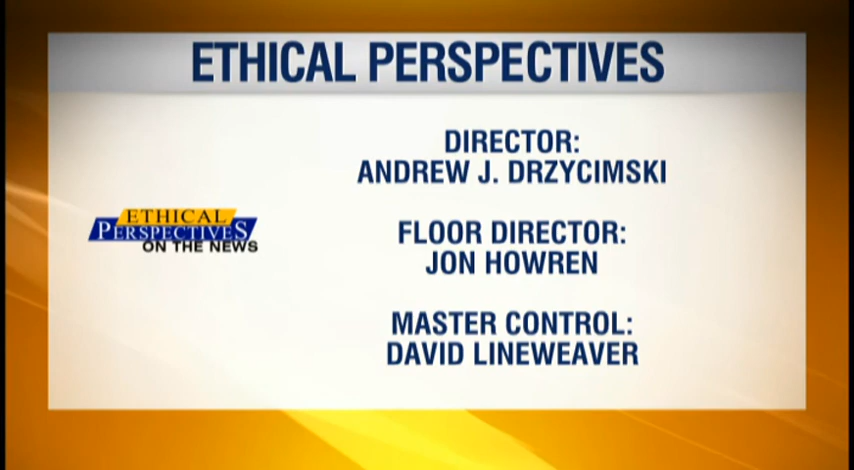 ETHICAL PERSPECTIVES
DIRECTOR:
ANDREW J. DRZYCIMSKI
ETHICAL
PERSPECTIVES
ON THE NEWS
FLOOR DIRECTOR:
JON HOWREN
MASTER CONTROL:
DAVID LINEWEAVER